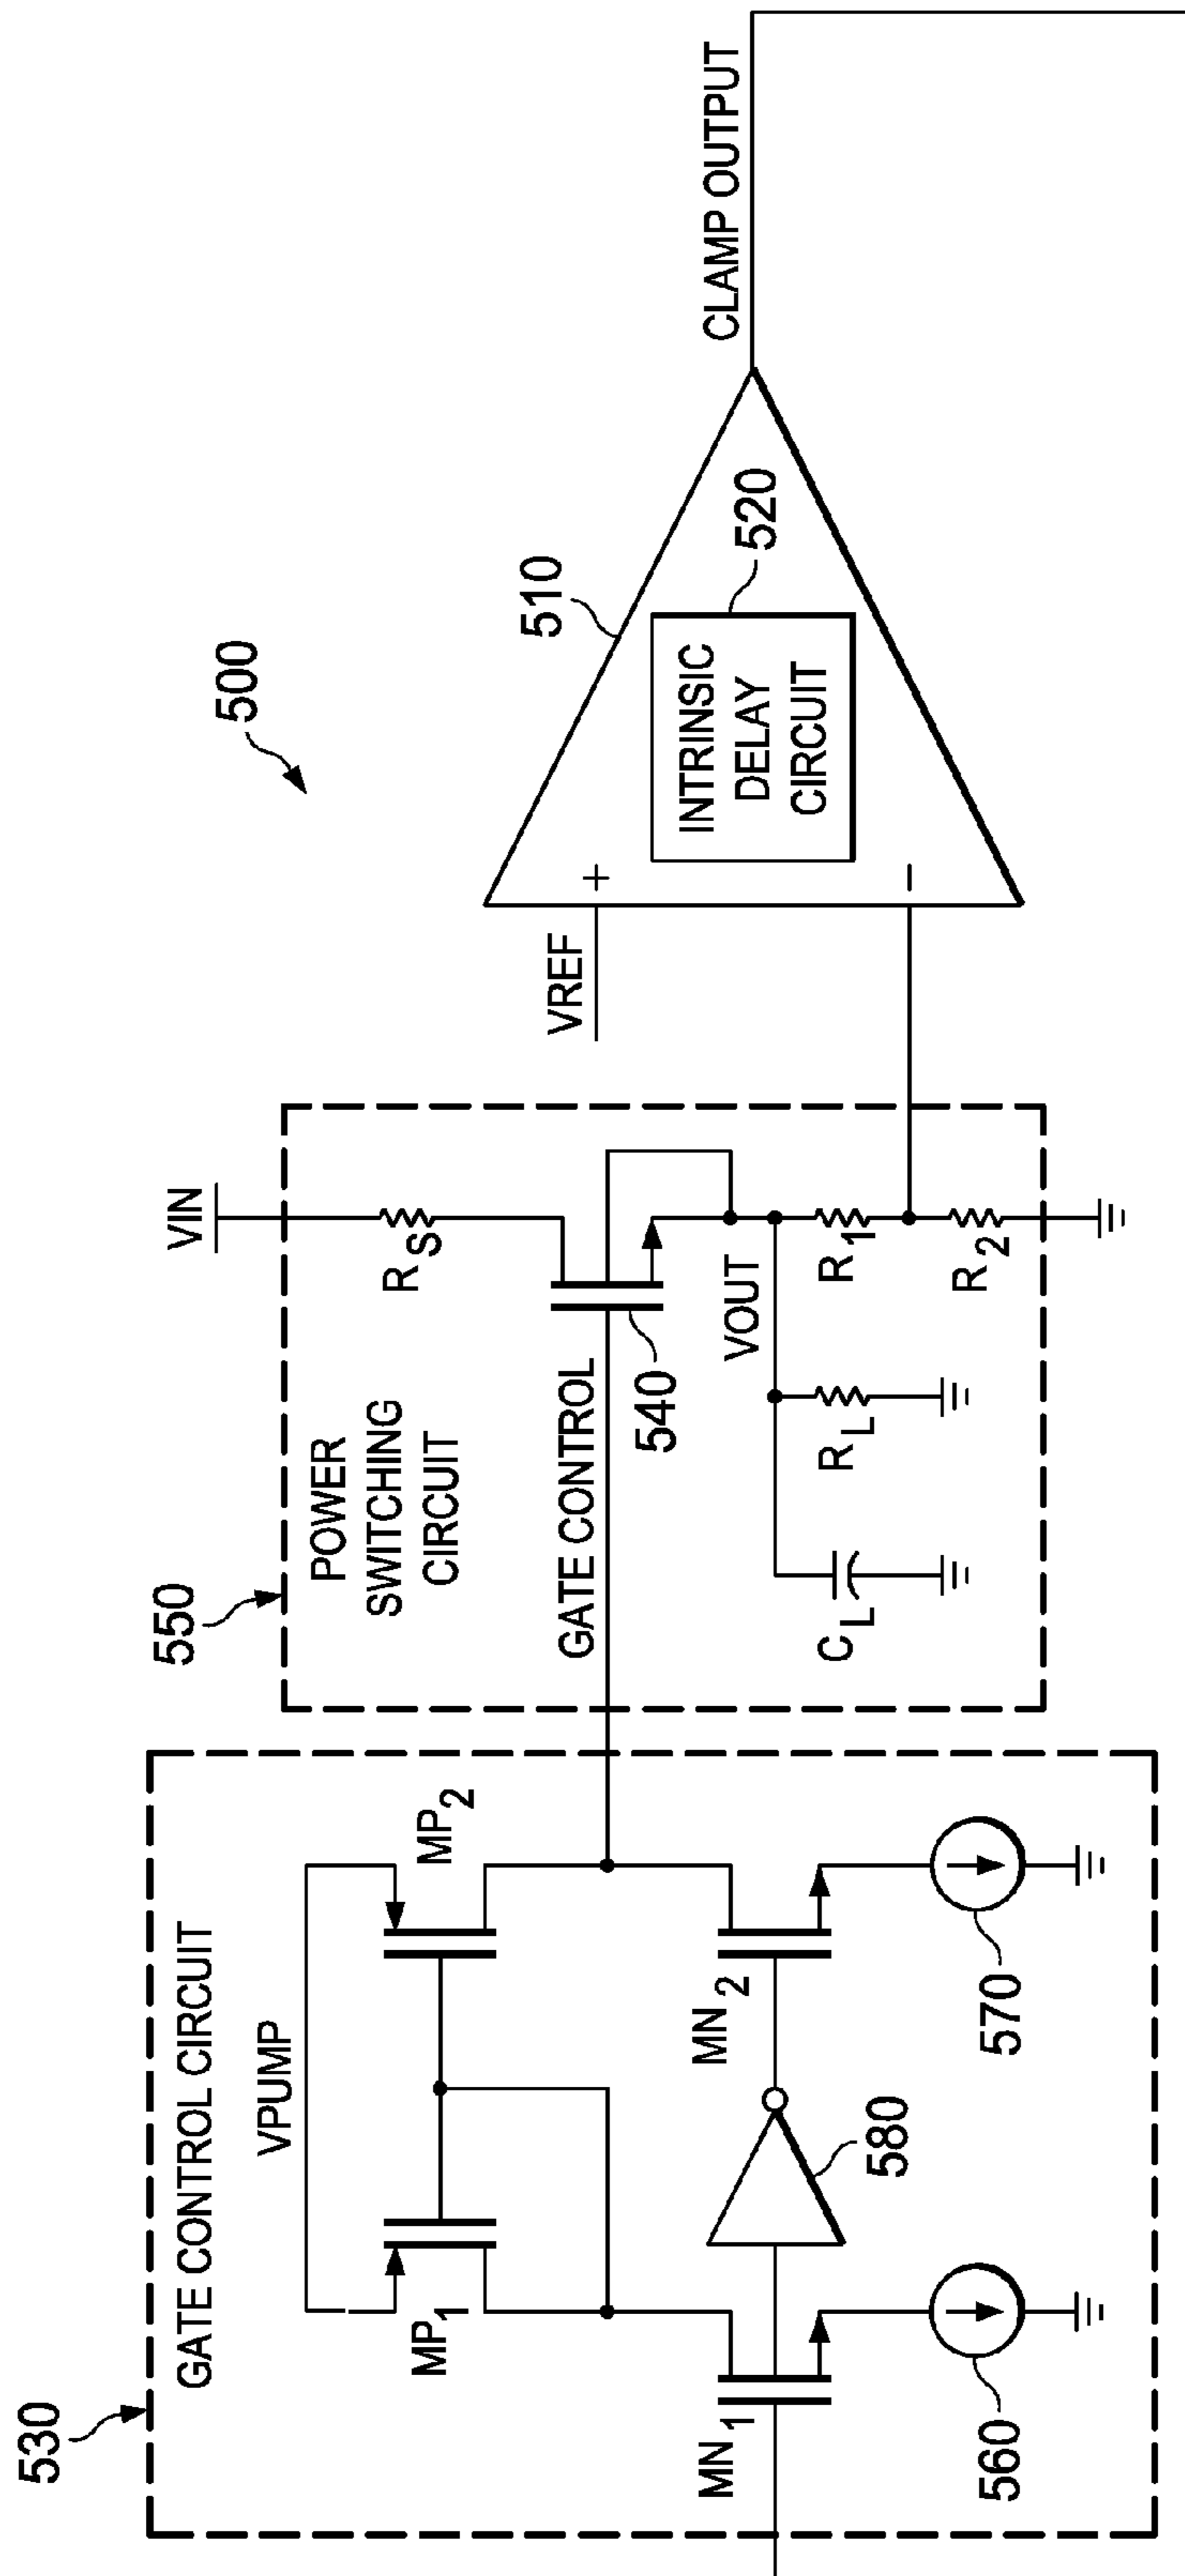 500
530
GATE CONTROL CIRCUIT
VPUMP
MP1
MP2
MN1
MN2
580
560
570
550
POWER
SWITCHING
CIRCUIT
GATE CONTROL
540
VIN
RS
VOUT
R1
R2
RL
CL
VREF
+
−
510
INTRINSIC
DELAY
CIRCUIT
520
CLAMP OUTPUT